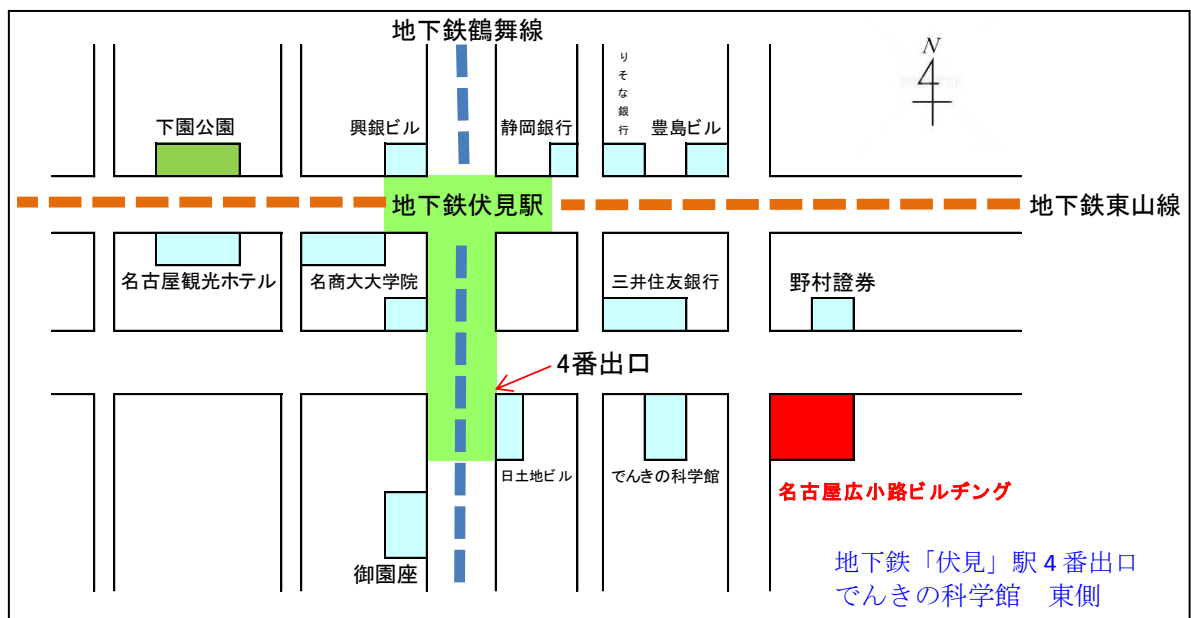 地下鉄鶴舞線
N
りそな銀行
下園公園
興銀ビル
静岡銀行
豊島ビル
地下鉄伏見駅
地下鉄東山線
名古屋観光ホテル
名商大大学院
三井住友銀行
野村證券
4番出口
日土地ビル
でんきの科学館
名古屋広小路ビルヂング
御園座
地下鉄「伏見」駅 4 番出口
でんきの科学館　東側